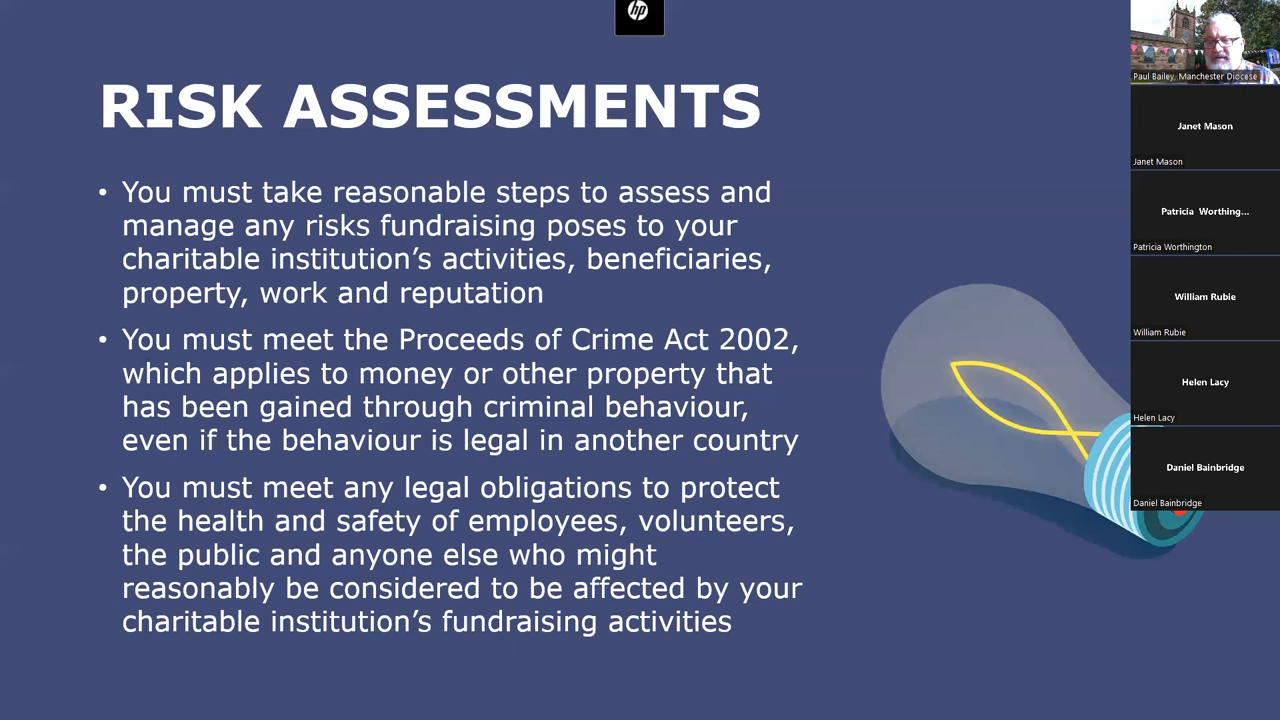 hp
RISK ASSESSMENTS
• You must take reasonable steps to assess and
manage any risks fundraising poses to your
charitable institution’s activities, beneficiaries,
property, work and reputation
• You must meet the Proceeds of Crime Act 2002,
which applies to money or other property that
has been gained through criminal behaviour,
even if the behaviour is legal in another country
• You must meet any legal obligations to protect
the health and safety of employees, volunteers,
the public and anyone else who might
reasonably be considered to be affected by your
charitable institution’s fundraising activities
Paul Bailey, Manchester Diocese
Janet Mason
Janet Mason
Patricia Worthing...
Patricia Worthington
William Rubie
William Rubie
Helen Lacy
Helen Lacy
Daniel Bainbridge
Daniel Bainbridge